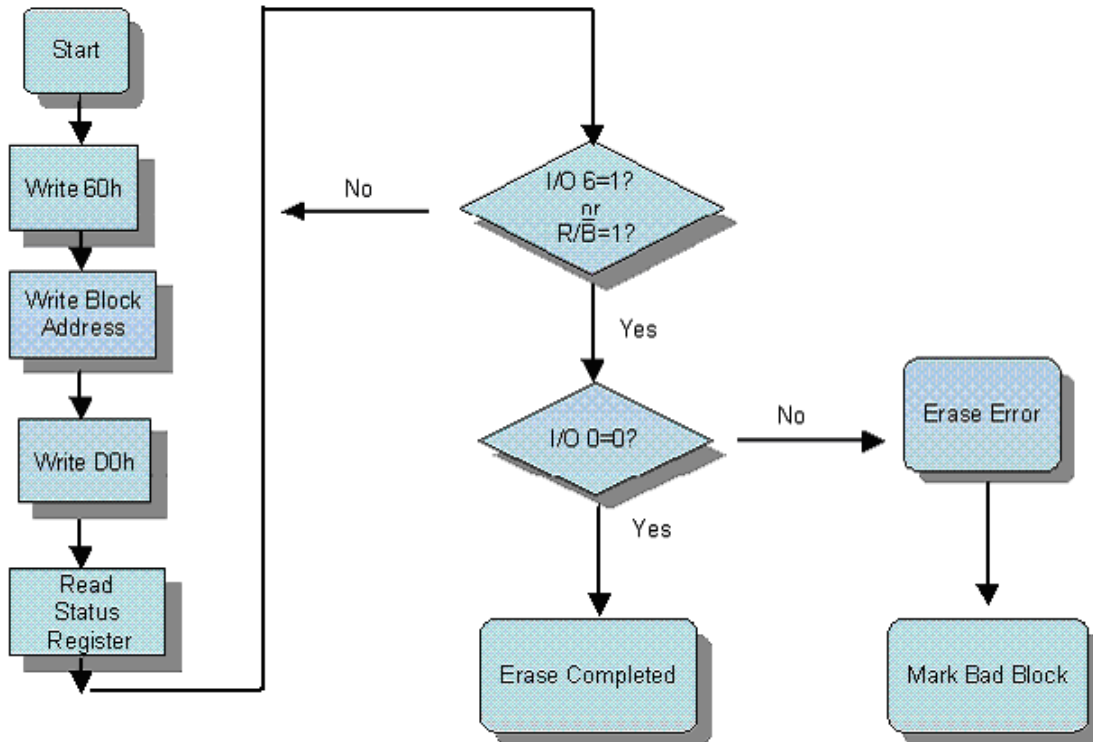 Start
Write 60h
Write Block
Address
Write D0h
Read
Status
Register
I/O 6=1?
or
R/B̅=1?
No
Yes
I/O 0=0?
No
Yes
Erase Error
Erase Completed
Mark Bad Block